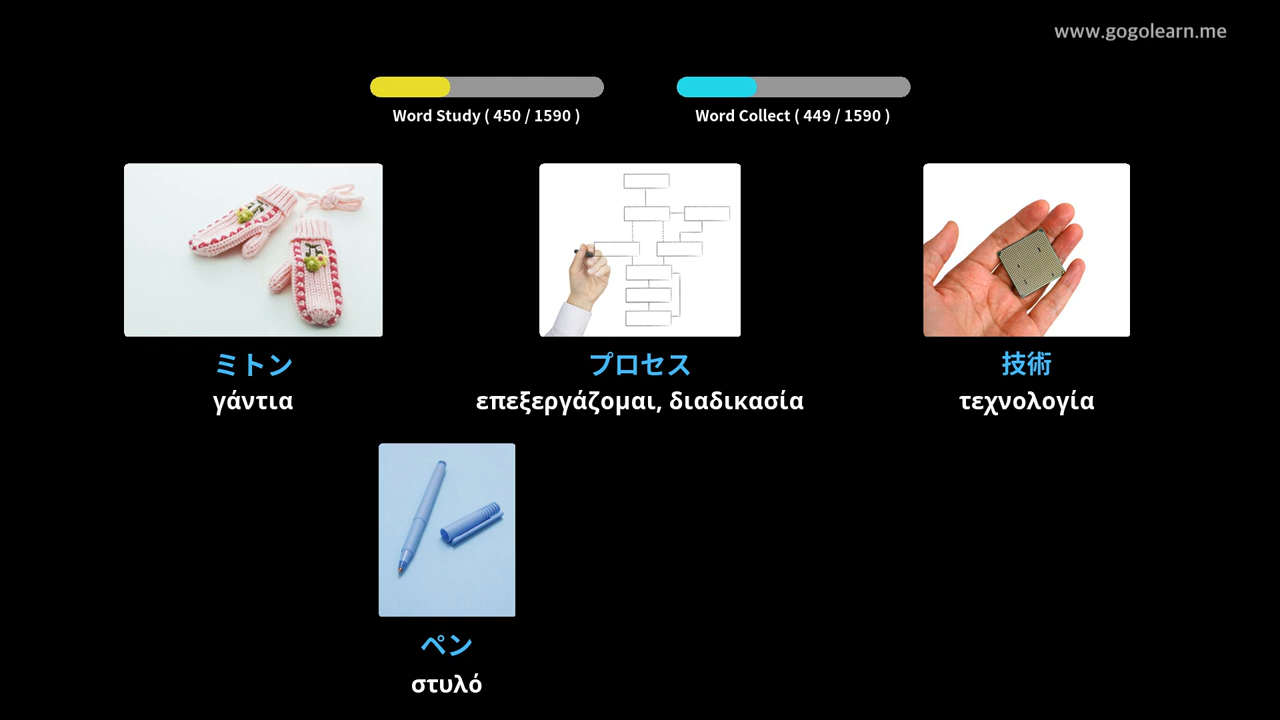 www.gogolearn.me
Word Study ( 450 / 1590 )
Word Collect ( 449 / 1590 )
ミトン
γάντια
プロセス
επεξεργάζομαι, διαδικασία
技術
τεχνολογία
ペン
στυλό